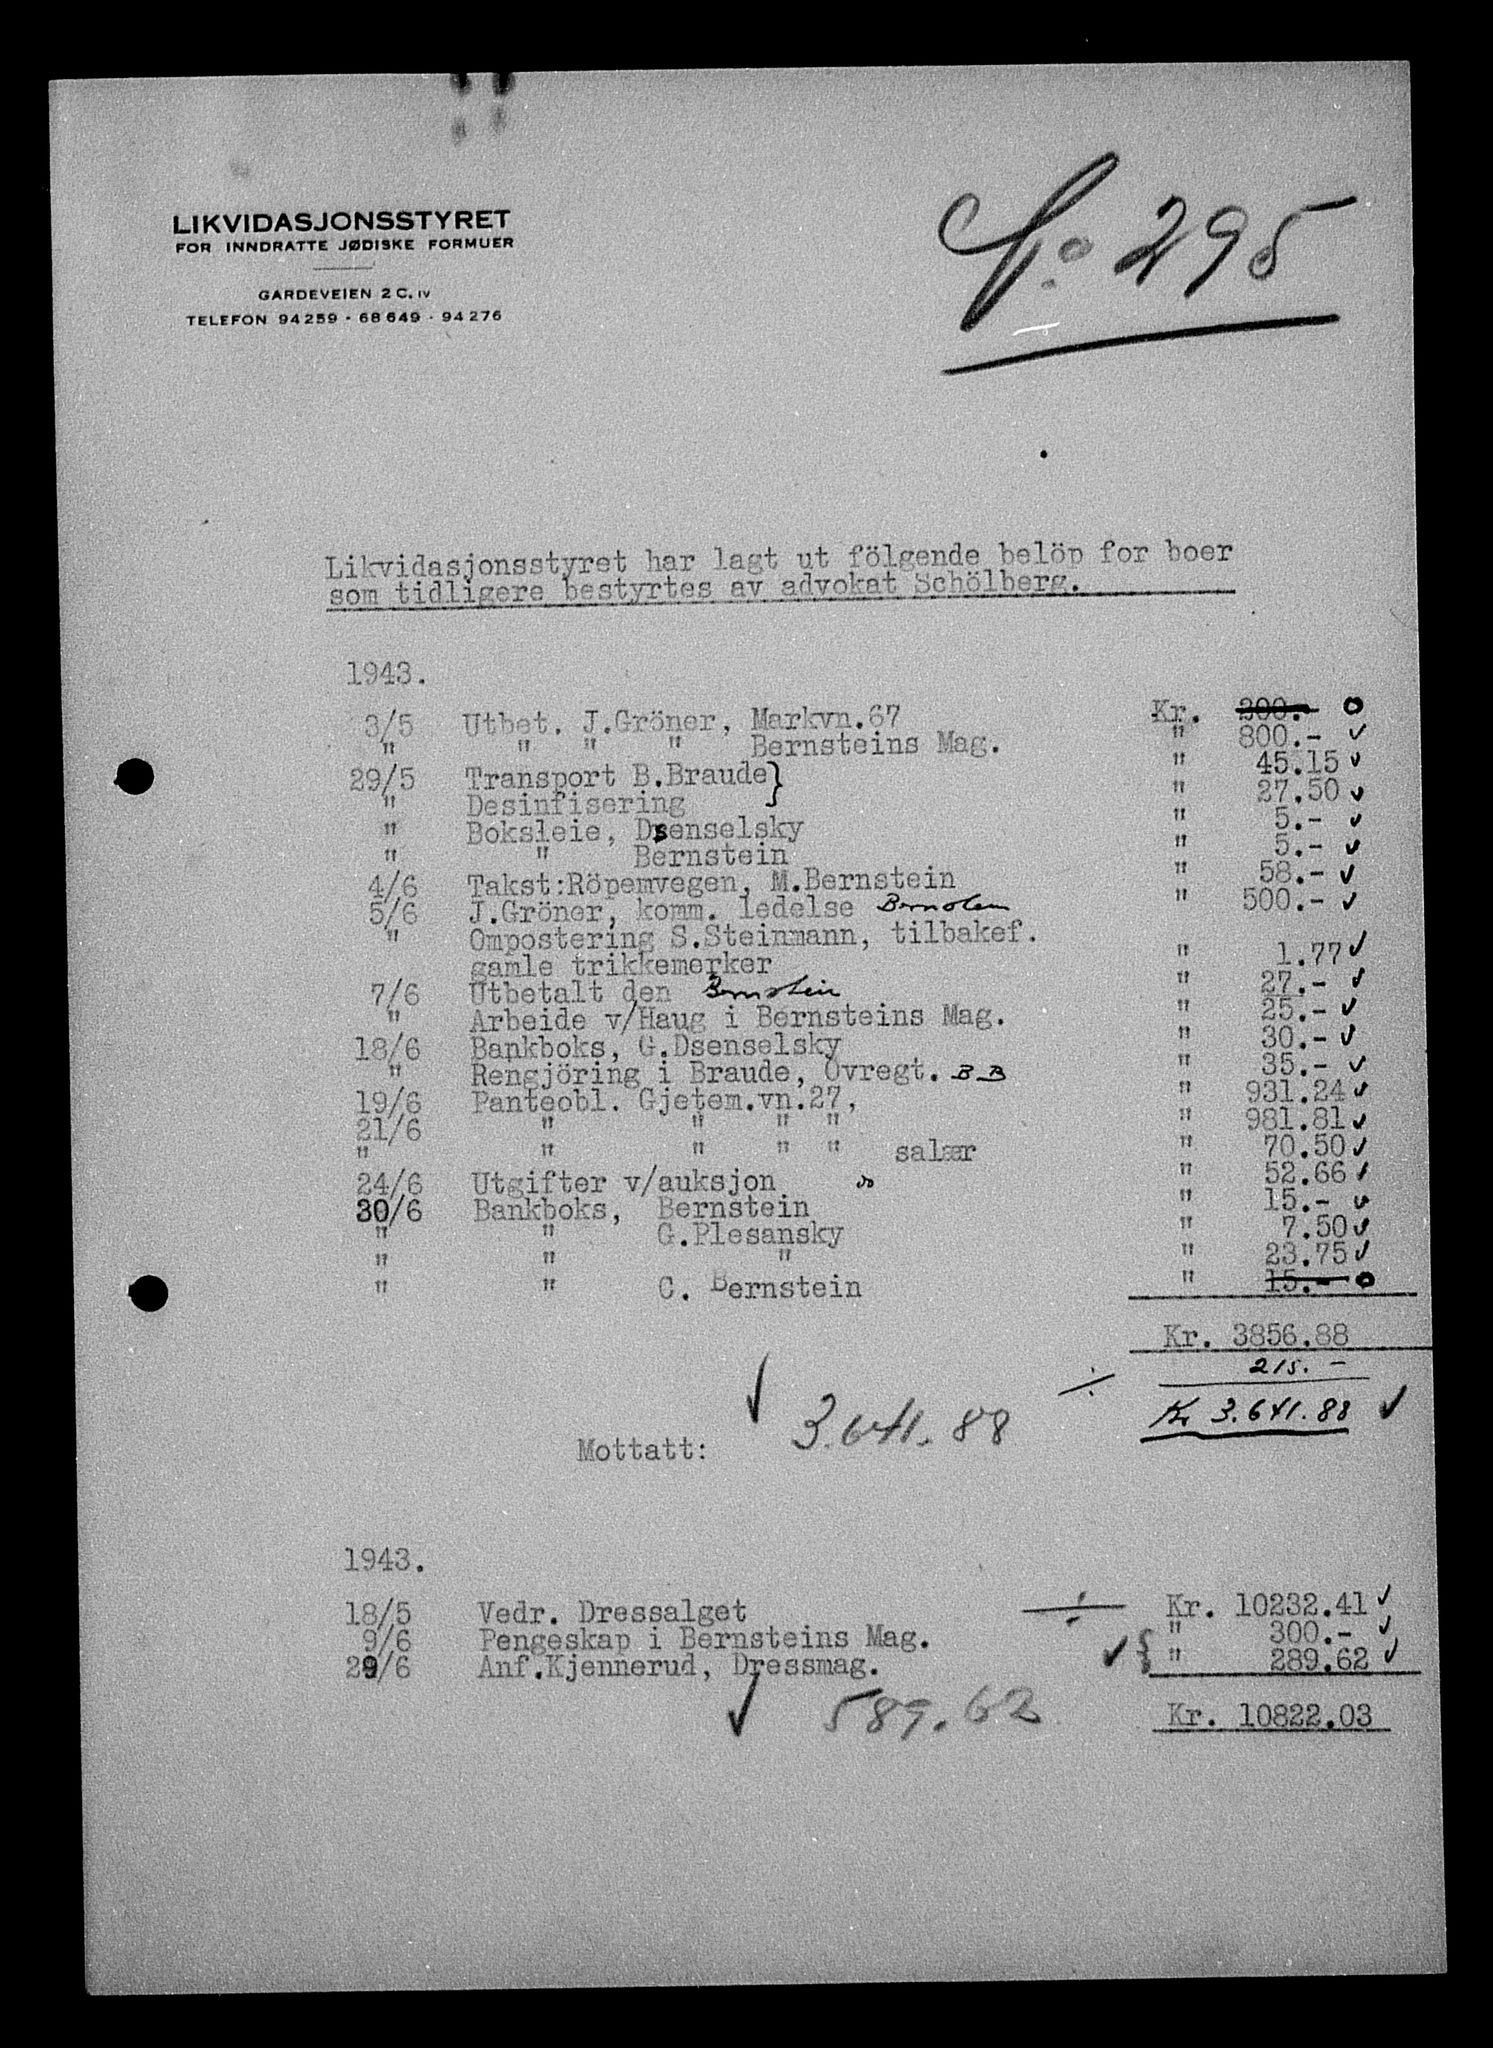 LIKVIDASJONSSTYRET
FOR INNDRATTE JØDISKE FORMUER
GARDEVEIEN 2 C. IV
TELEFON 94259 · 68649 · 94276
295
Likvidasjonsstyret har lagt ut fölgende belöp for boer
som tidligere bestyrtes av advokat Schölberg.
1943.
3/5 Utbet. J.Gröner, Markvn.67 Kr. 200.- o
" " " " Bernsteins Mag. " 800.- ✓
29/5 Transport B.Braude} " 45.15 ✓
" Desinfisering } " 27.50 ✓
" Boksleie, Dsenselsky " 5.- ✓
" " Bernstein " 5.- ✓
4/6 Takst:Röpemvegen, M.Bernstein " 58.- ✓
5/6 J.Gröner, komm. ledelse Bernstein " 500.- ✓
" Ompostering S.Steinmann, tilbakef.
gamle trikkemerker " 1.77 ✓
7/6 Utbetalt den Bernstein " 27.- ✓
" Arbeide v/Haug i Bernsteins Mag. " 25.- ✓
18/6 Bankboks, G.Dsenselsky " 30.- ✓
" Rengjöring i Braude, Övregt. B B " 35.- ✓
19/6 Panteobl. Gjetem.vn.27, " 931.24 ✓
21/6 " " " " " 981.81 ✓
" " " " " salær " 70.50 ✓
24/6 Utgifter v/auksjon " 52.66 ✓
30/6 Bankboks, Bernstein " 15.- ✓
" " G.Plesansky " 7.50 ✓
" " " " 23.75 ✓
" " C. Bernstein " 15.- o
Kr. 3856.88
÷ 215.-
Kr 3.641.88 ✓
✓ 3.641.88
Mottatt:
1943.
18/5 Vedr. Dressalget ÷ Kr. 10232.41 ✓
9/6 Pengeskap i Bernsteins Mag. " 300.- ✓
29/6 Anf.Kjennerud, Dressmag. ✓{ " 289.62 ✓
✓ 589.62
Kr. 10822.03